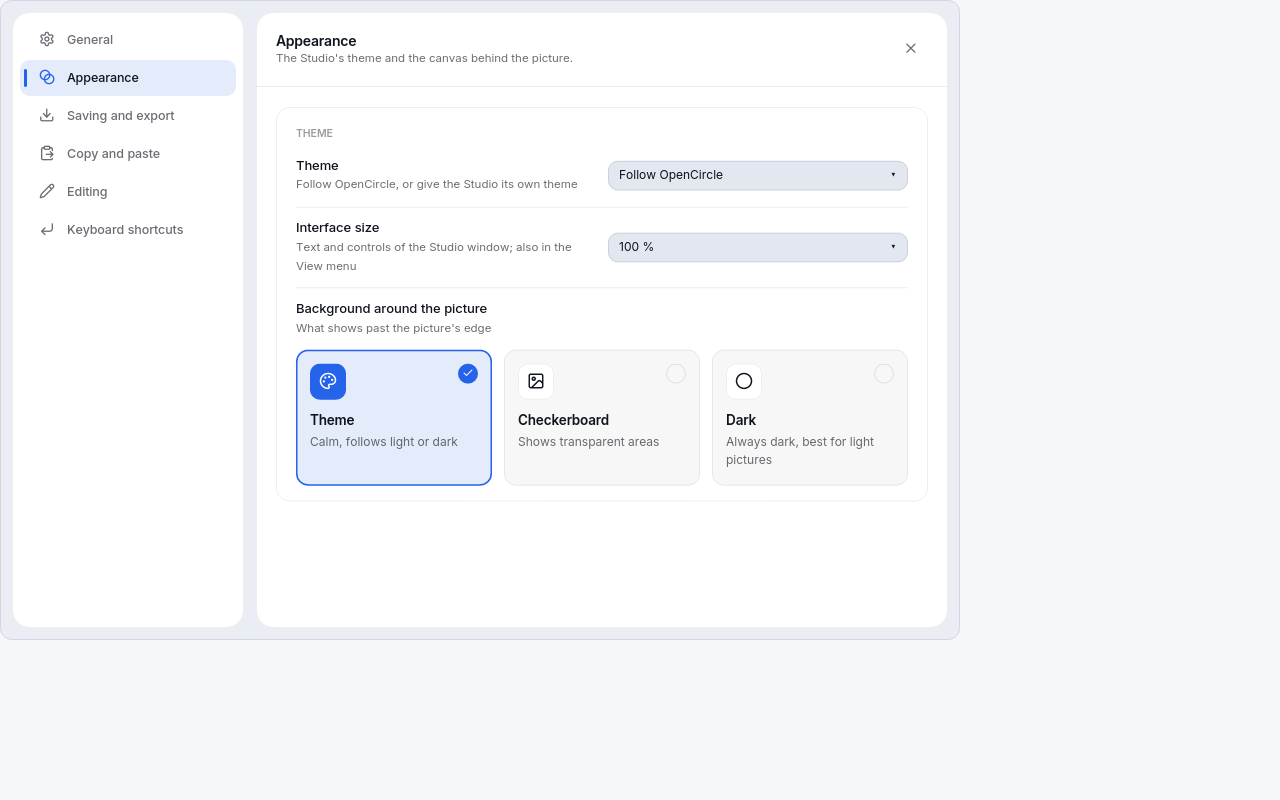 General
Appearance
Saving and export
Copy and paste
Editing
Keyboard shortcuts
Appearance
The Studio's theme and the canvas behind the picture.
THEME
Theme
Follow OpenCircle, or give the Studio its own theme
Follow OpenCircle
Interface size
Text and controls of the Studio window; also in the
View menu
100 %
Background around the picture
What shows past the picture's edge
Theme
Calm, follows light or dark
Checkerboard
Shows transparent areas
Dark
Always dark, best for light
pictures